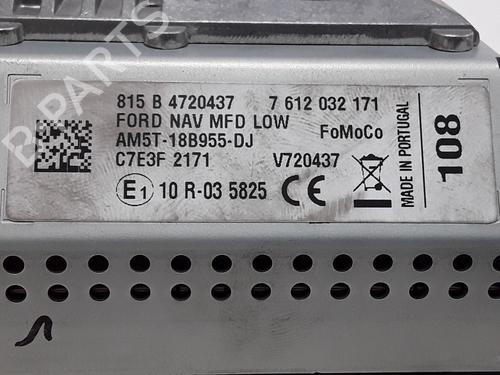 815 B 4720437 7 612 032 171
FORD NAV MFD LOW
AM5T-18B955-DJ FoMoCo
C7E3F 2171 V720437
E1 10 R-03 5825 CE
MADE IN PORTUGAL
108
B-PARTS